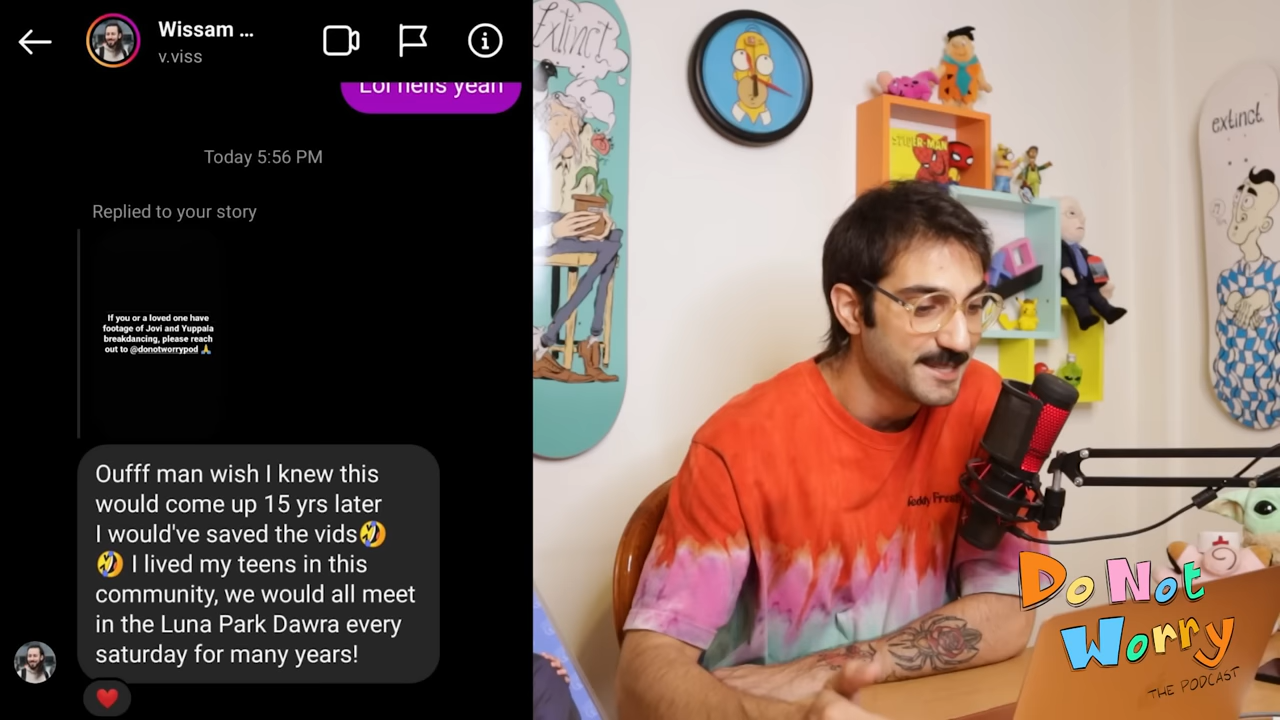 Wissam ...
v.viss
Lol hells yeah
Today 5:56 PM
Replied to your story
If you or a loved one have
footage of Jovi and Yuppala
breakdancing, please reach
out to @donotworrypod 🙏
Oufff man wish I knew this
would come up 15 yrs later
I would've saved the vids🤣
🤣 I lived my teens in this
community, we would all meet
in the Luna Park Dawra every
saturday for many years!
❤️
Extinct
SPIDER-MAN
extinct.
Teddy Fresh
Do Not
Worry
THE PODCAST